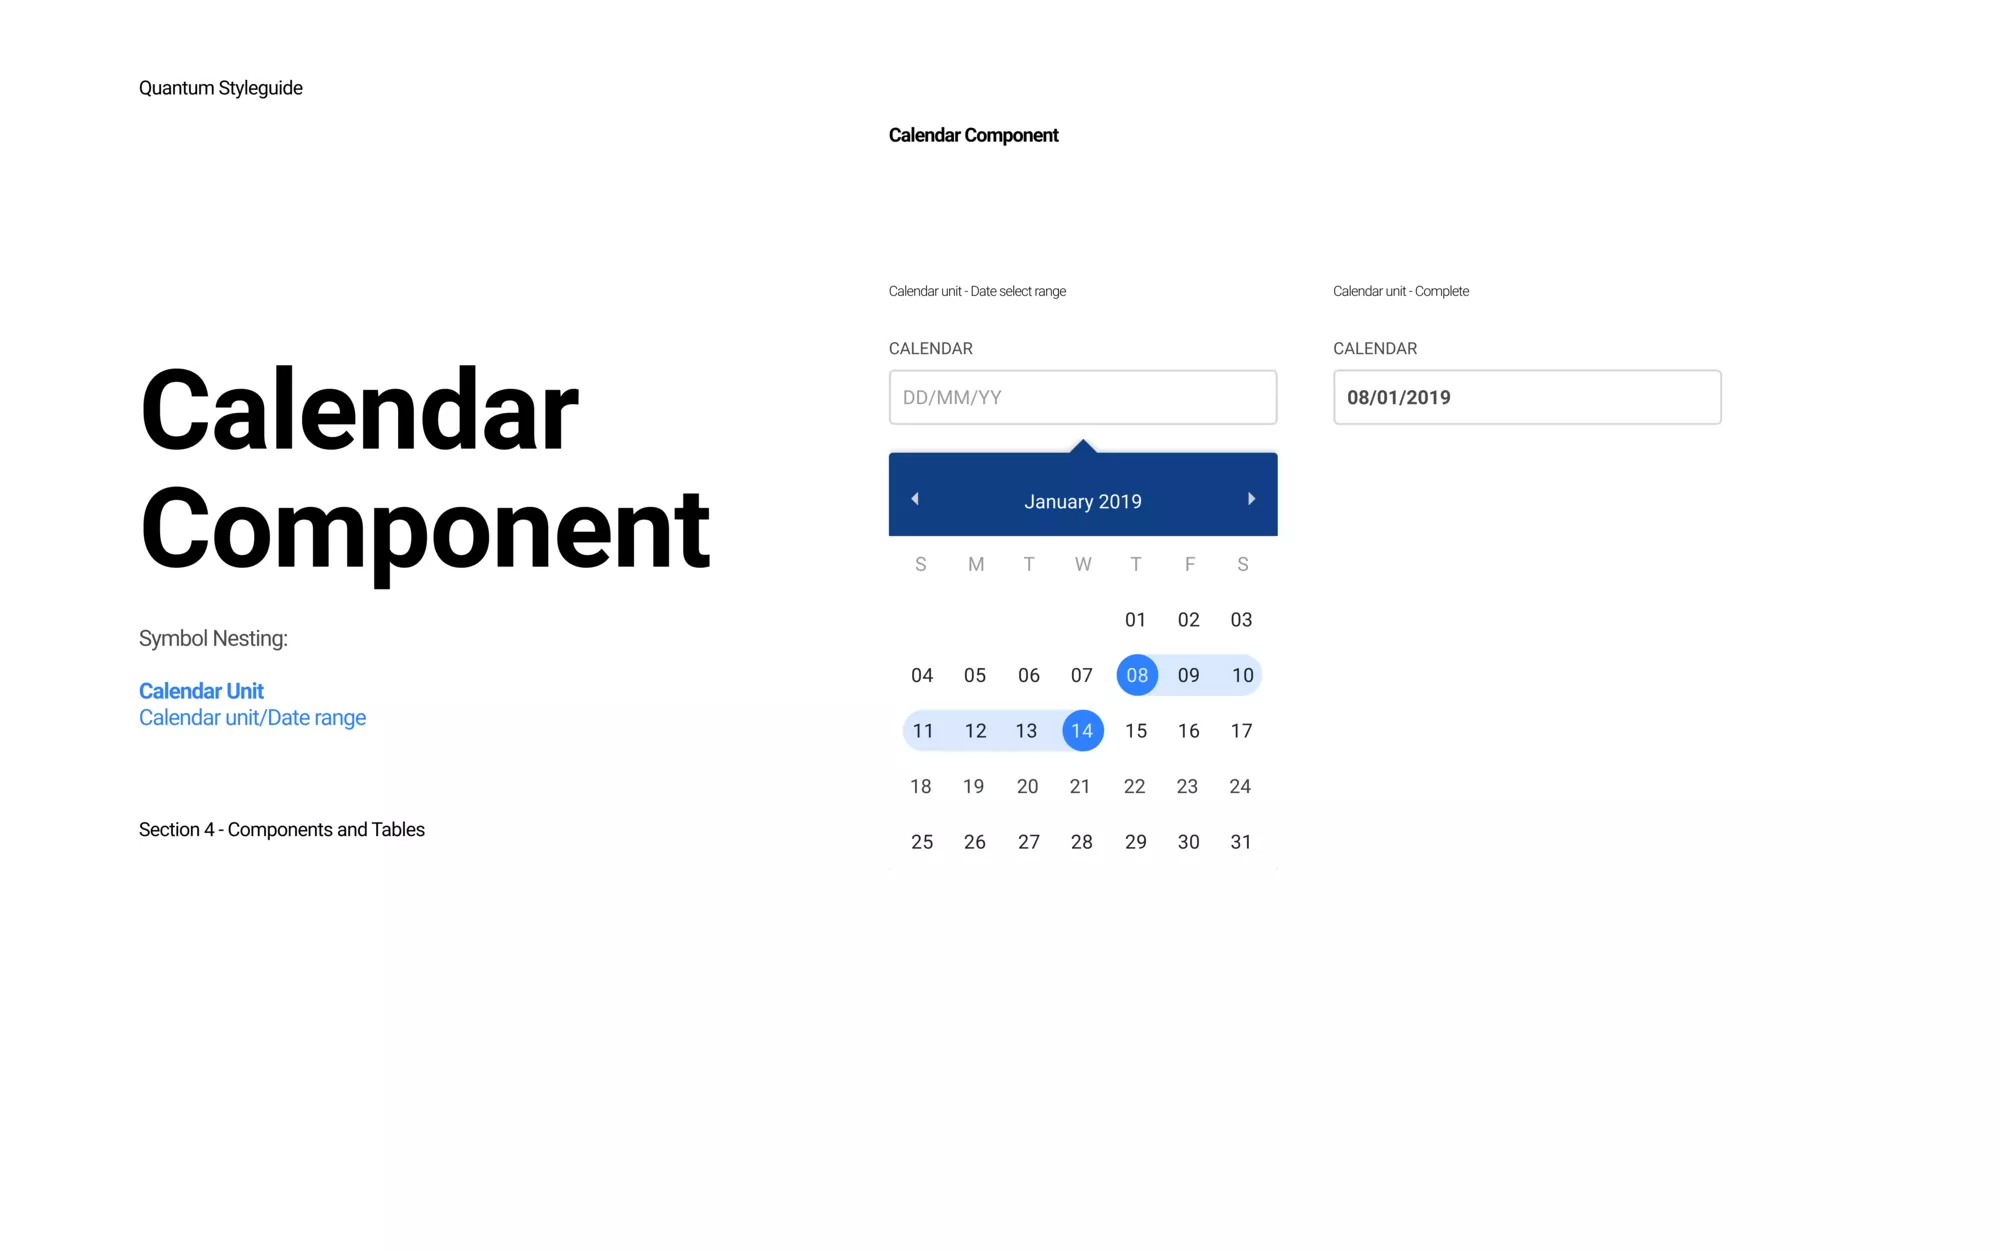 Quantum Styleguide
Calendar
Component
Symbol Nesting:
Calendar Unit
Calendar unit/Date range
Section 4 - Components and Tables
Calendar Component
Calendar unit - Date select range
CALENDAR
DD/MM/YY
January 2019
S M T W T F S
01 02 03
04 05 06 07 08 09 10
11 12 13 14 15 16 17
18 19 20 21 22 23 24
25 26 27 28 29 30 31
Calendar unit - Complete
CALENDAR
08/01/2019